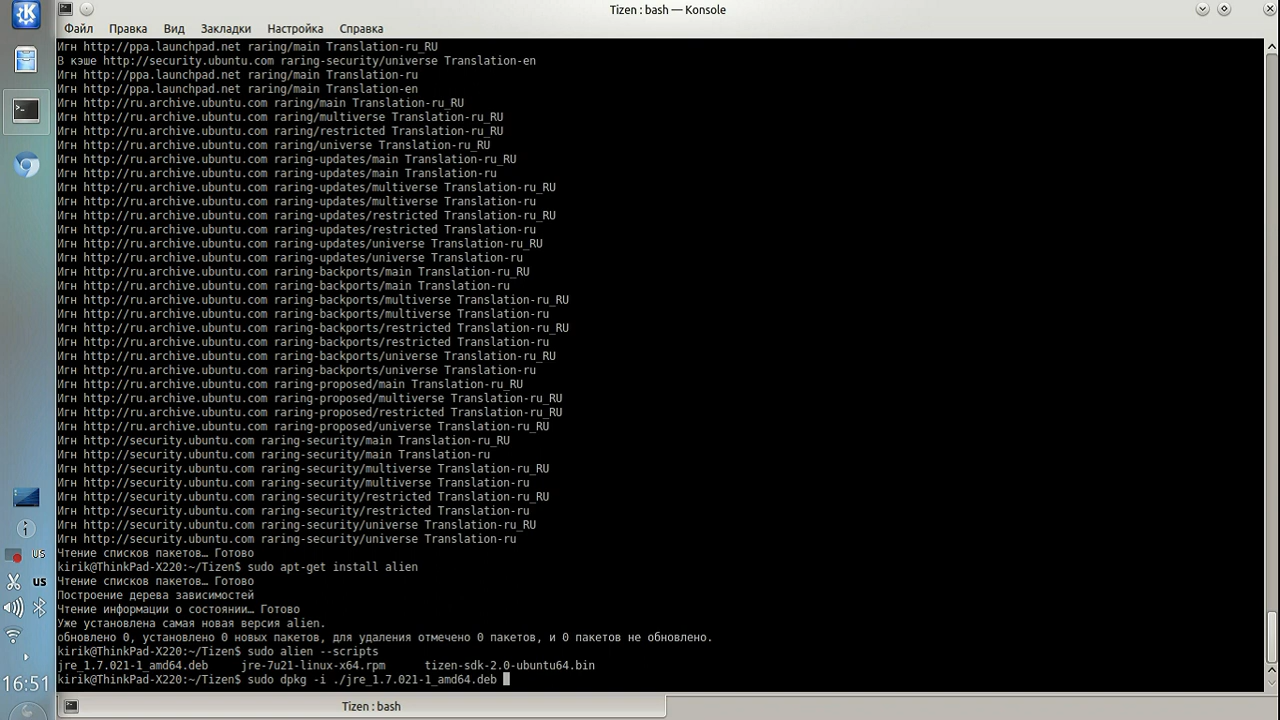 Tizen : bash — Konsole
Файл Правка Вид Закладки Настройка Справка
Игн http://ppa.launchpad.net raring/main Translation-ru_RU
В кэше http://security.ubuntu.com raring-security/universe Translation-en
Игн http://ppa.launchpad.net raring/main Translation-ru
Игн http://ppa.launchpad.net raring/main Translation-en
Игн http://ru.archive.ubuntu.com raring/main Translation-ru_RU
Игн http://ru.archive.ubuntu.com raring/multiverse Translation-ru_RU
Игн http://ru.archive.ubuntu.com raring/restricted Translation-ru_RU
Игн http://ru.archive.ubuntu.com raring/universe Translation-ru_RU
Игн http://ru.archive.ubuntu.com raring-updates/main Translation-ru_RU
Игн http://ru.archive.ubuntu.com raring-updates/main Translation-ru
Игн http://ru.archive.ubuntu.com raring-updates/multiverse Translation-ru_RU
Игн http://ru.archive.ubuntu.com raring-updates/multiverse Translation-ru
Игн http://ru.archive.ubuntu.com raring-updates/restricted Translation-ru_RU
Игн http://ru.archive.ubuntu.com raring-updates/restricted Translation-ru
Игн http://ru.archive.ubuntu.com raring-updates/universe Translation-ru_RU
Игн http://ru.archive.ubuntu.com raring-updates/universe Translation-ru
Игн http://ru.archive.ubuntu.com raring-backports/main Translation-ru_RU
Игн http://ru.archive.ubuntu.com raring-backports/main Translation-ru
Игн http://ru.archive.ubuntu.com raring-backports/multiverse Translation-ru_RU
Игн http://ru.archive.ubuntu.com raring-backports/multiverse Translation-ru
Игн http://ru.archive.ubuntu.com raring-backports/restricted Translation-ru_RU
Игн http://ru.archive.ubuntu.com raring-backports/restricted Translation-ru
Игн http://ru.archive.ubuntu.com raring-backports/universe Translation-ru_RU
Игн http://ru.archive.ubuntu.com raring-backports/universe Translation-ru
Игн http://ru.archive.ubuntu.com raring-proposed/main Translation-ru_RU
Игн http://ru.archive.ubuntu.com raring-proposed/multiverse Translation-ru_RU
Игн http://ru.archive.ubuntu.com raring-proposed/restricted Translation-ru_RU
Игн http://ru.archive.ubuntu.com raring-proposed/universe Translation-ru_RU
Игн http://security.ubuntu.com raring-security/main Translation-ru_RU
Игн http://security.ubuntu.com raring-security/main Translation-ru
Игн http://security.ubuntu.com raring-security/multiverse Translation-ru_RU
Игн http://security.ubuntu.com raring-security/multiverse Translation-ru
Игн http://security.ubuntu.com raring-security/restricted Translation-ru_RU
Игн http://security.ubuntu.com raring-security/restricted Translation-ru
Игн http://security.ubuntu.com raring-security/universe Translation-ru_RU
Игн http://security.ubuntu.com raring-security/universe Translation-ru
Чтение списков пакетов… Готово
kirik@ThinkPad-X220:~/Tizen$ sudo apt-get install alien
Чтение списков пакетов… Готово
Построение дерева зависимостей
Чтение информации о состоянии… Готово
Уже установлена самая новая версия alien.
обновлено 0, установлено 0 новых пакетов, для удаления отмечено 0 пакетов, и 0 пакетов не обновлено.
kirik@ThinkPad-X220:~/Tizen$ sudo alien --scripts
jre_1.7.021-1_amd64.deb jre-7u21-linux-x64.rpm tizen-sdk-2.0-ubuntu64.bin
kirik@ThinkPad-X220:~/Tizen$ sudo dpkg -i ./jre_1.7.021-1_amd64.deb
Tizen : bash
1
US
us
16:51